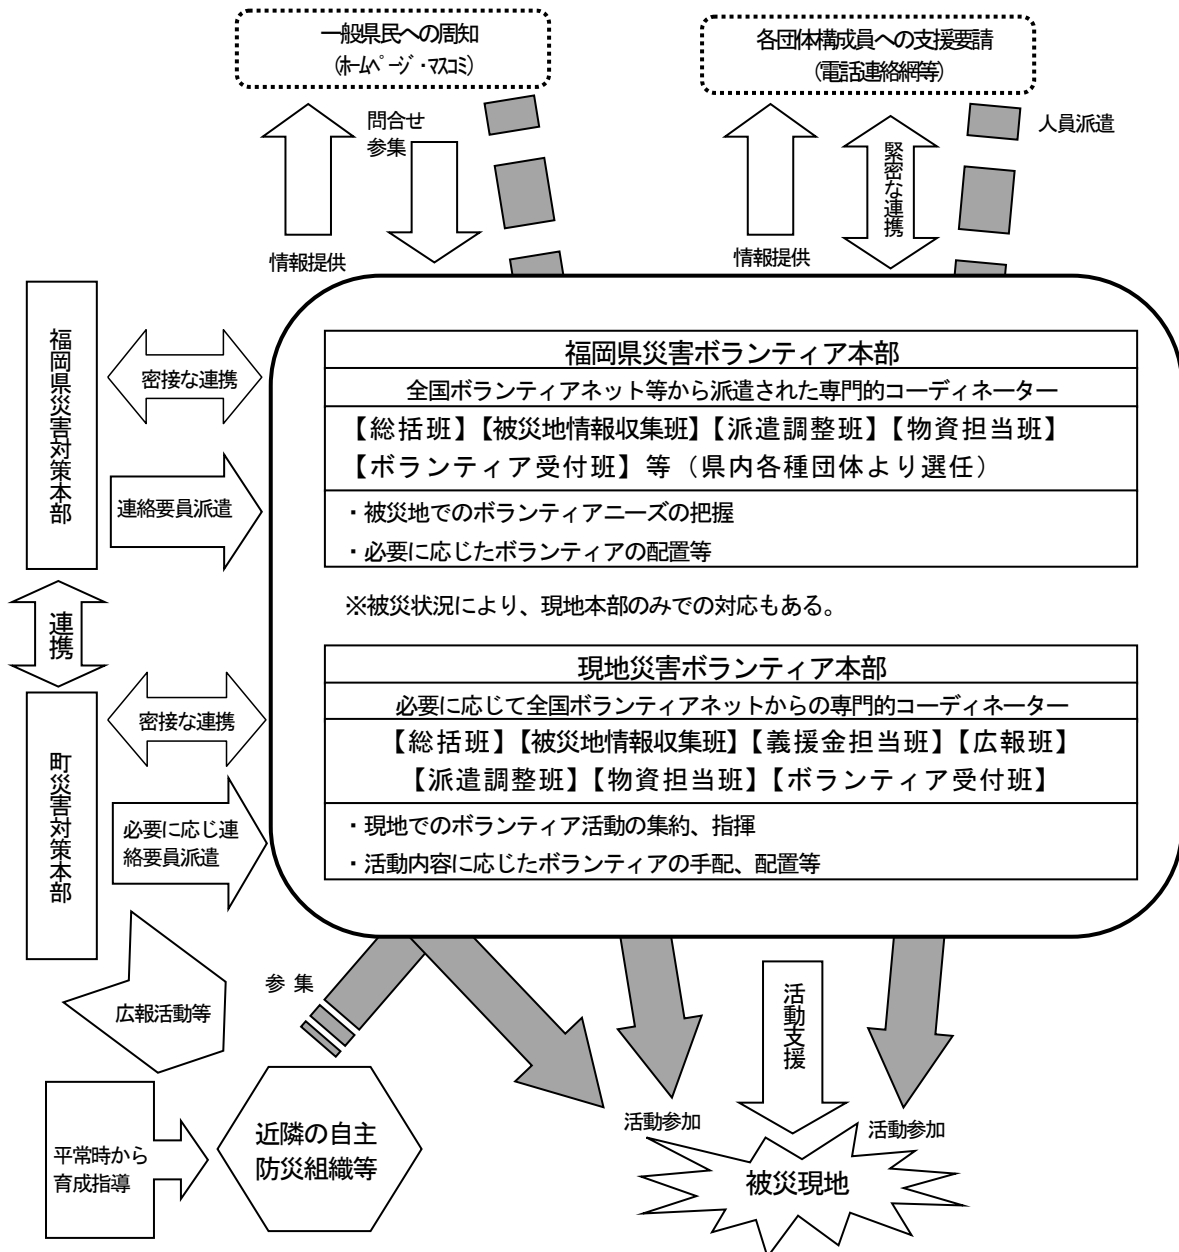 一般県民への周知
(ホームページ・マスコミ)
各団体構成員への支援要請
(電話連絡網等)
問合せ
参集
人員派遣
緊密な連携
情報提供
情報提供
福岡県災害対策本部
密接な連携
連絡要員派遣
福岡県災害ボランティア本部
全国ボランティアネット等から派遣された専門的コーディネーター
【総括班】【被災地情報収集班】【派遣調整班】【物資担当班】
【ボランティア受付班】等（県内各種団体より選任）
・被災地でのボランティアニーズの把握
・必要に応じたボランティアの配置等
※被災状況により、現地本部のみでの対応もある。
連携
町災害対策本部
密接な連携
必要に応じ連
絡要員派遣
現地災害ボランティア本部
必要に応じて全国ボランティアネットからの専門的コーディネーター
【総括班】【被災地情報収集班】【義援金担当班】【広報班】
【派遣調整班】【物資担当班】【ボランティア受付班】
・現地でのボランティア活動の集約、指揮
・活動内容に応じたボランティアの手配、配置等
参 集
広報活動等
活動支援
平常時から
育成指導
近隣の自主
防災組織等
活動参加
活動参加
被災現地